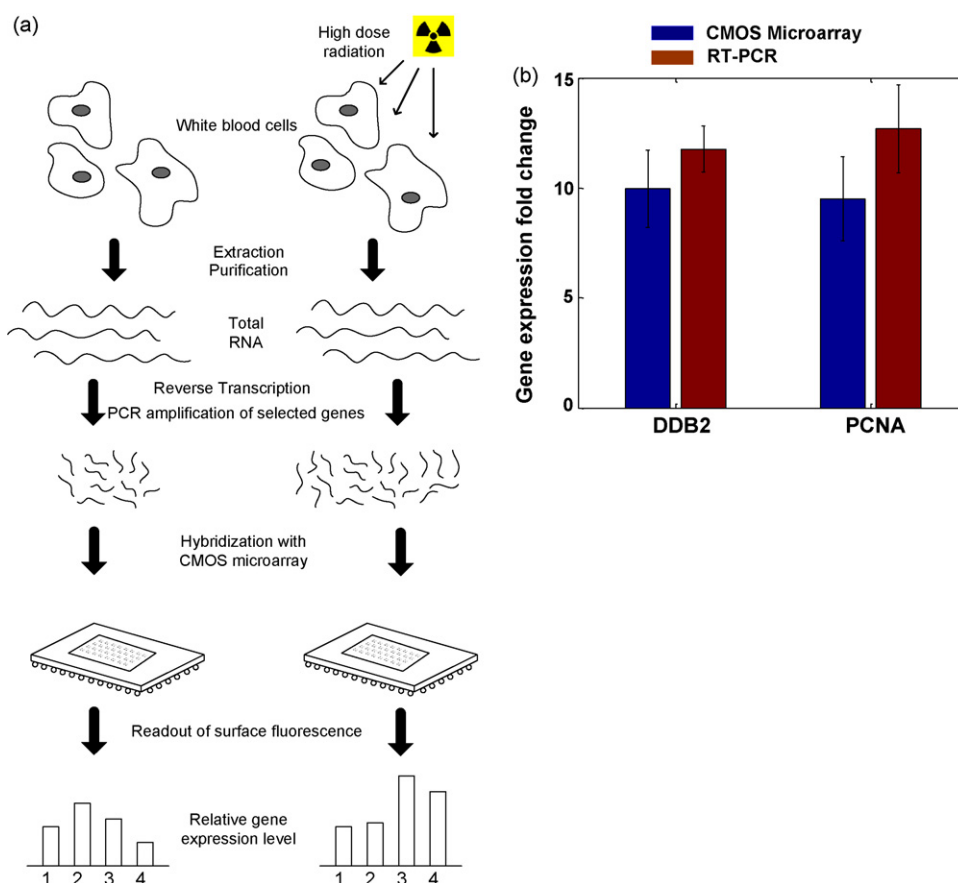 (a)
High dose
radiation
White blood cells
Extraction
Purification
Total
RNA
Reverse Transcription
PCR amplification of selected genes
Hybridization with
CMOS microarray
Readout of surface fluorescence
Relative gene
expression level
1 2 3 4
1 2 3 4
CMOS Microarray
RT-PCR
(b)
Gene expression fold change
15
10
5
0
DDB2 PCNA